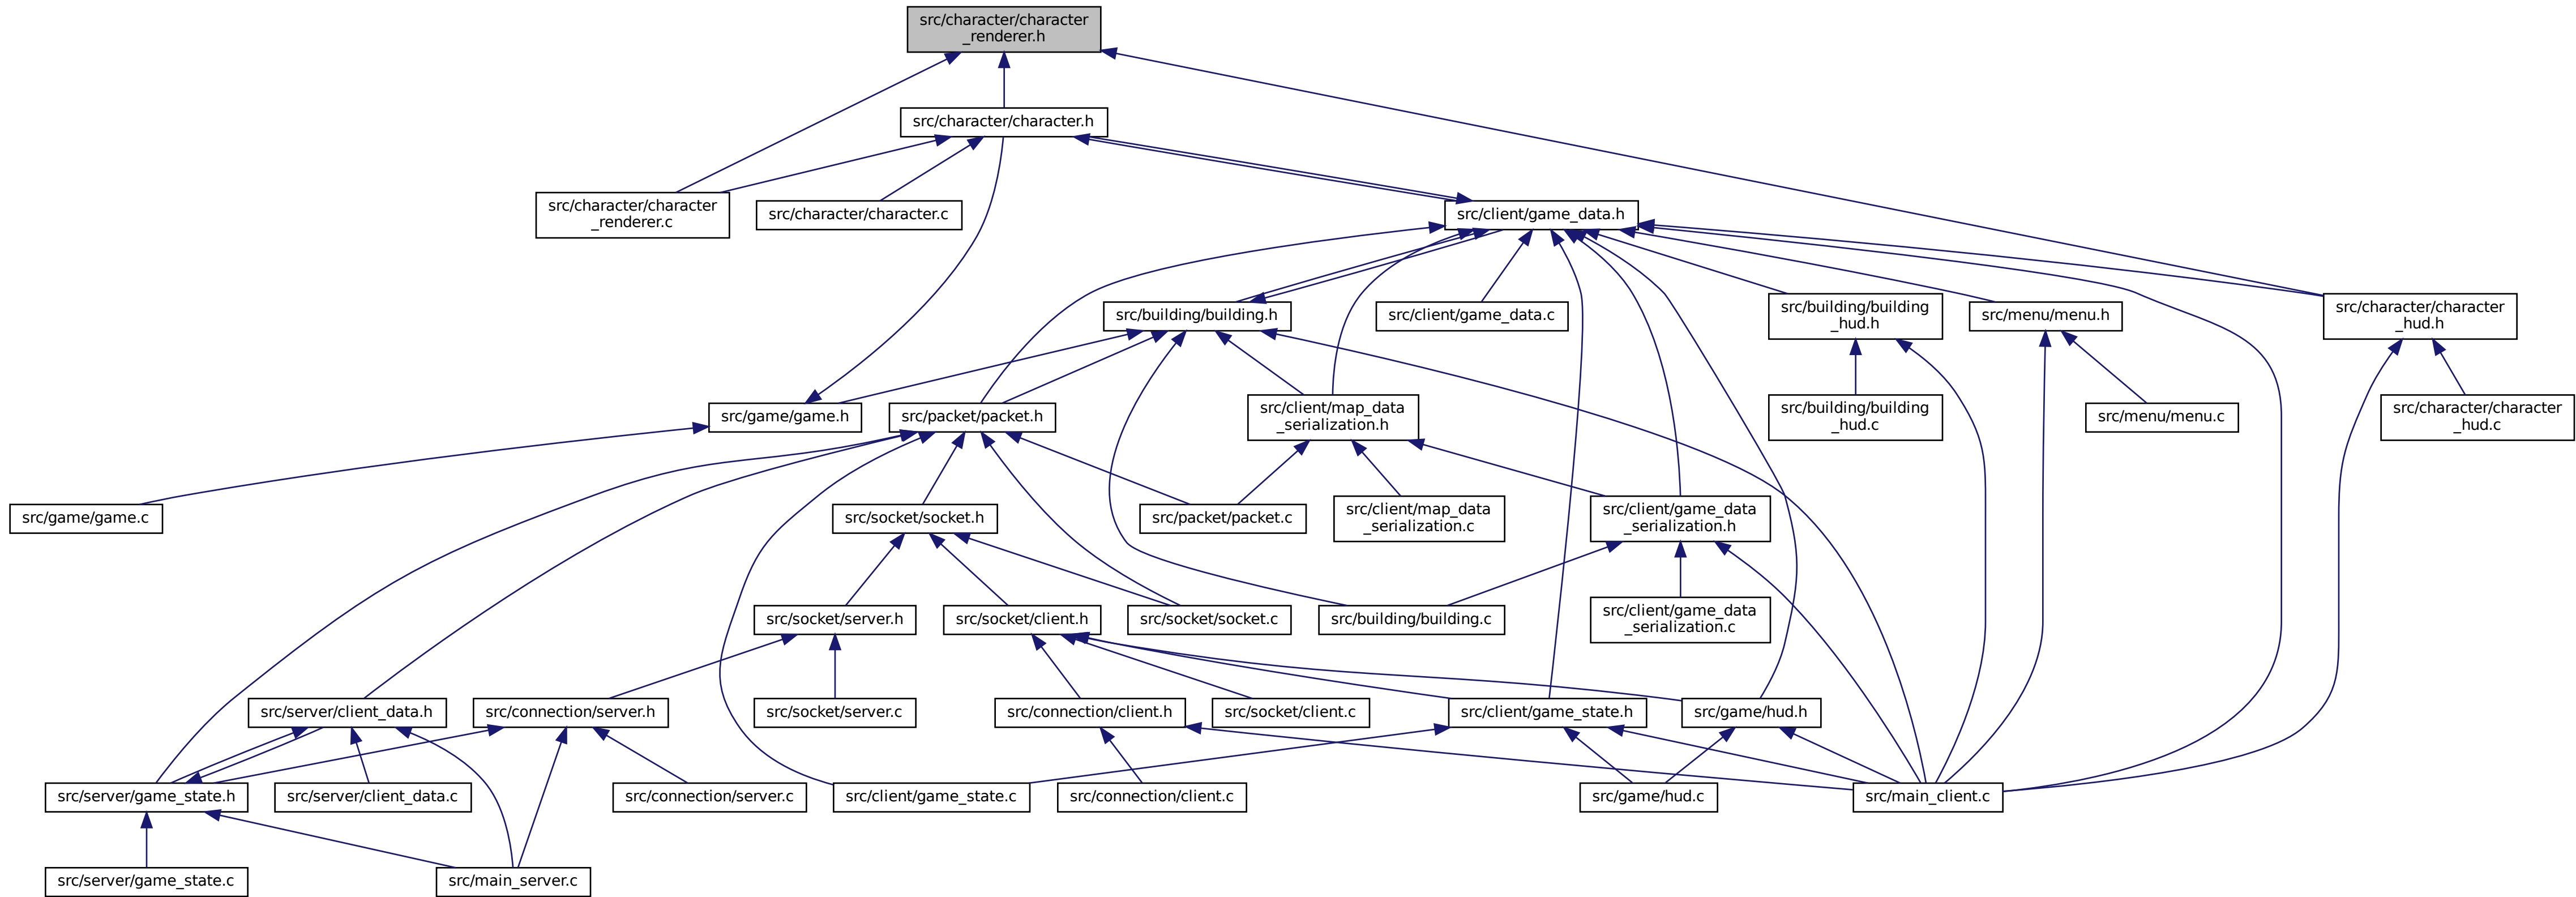 src/character/character
_renderer.h
src/character/character.h
src/character/character
_renderer.c
src/character/character.c
src/client/game_data.h
src/building/building.h
src/client/game_data.c
src/building/building
_hud.h
src/menu/menu.h
src/character/character
_hud.h
src/game/game.h
src/packet/packet.h
src/client/map_data
_serialization.h
src/building/building
_hud.c
src/menu/menu.c
src/character/character
_hud.c
src/game/game.c
src/socket/socket.h
src/packet/packet.c
src/client/map_data
_serialization.c
src/client/game_data
_serialization.h
src/socket/server.h
src/socket/client.h
src/socket/socket.c
src/building/building.c
src/client/game_data
_serialization.c
src/server/client_data.h
src/connection/server.h
src/socket/server.c
src/connection/client.h
src/socket/client.c
src/client/game_state.h
src/game/hud.h
src/server/game_state.h
src/server/client_data.c
src/connection/server.c
src/client/game_state.c
src/connection/client.c
src/game/hud.c
src/main_client.c
src/server/game_state.c
src/main_server.c